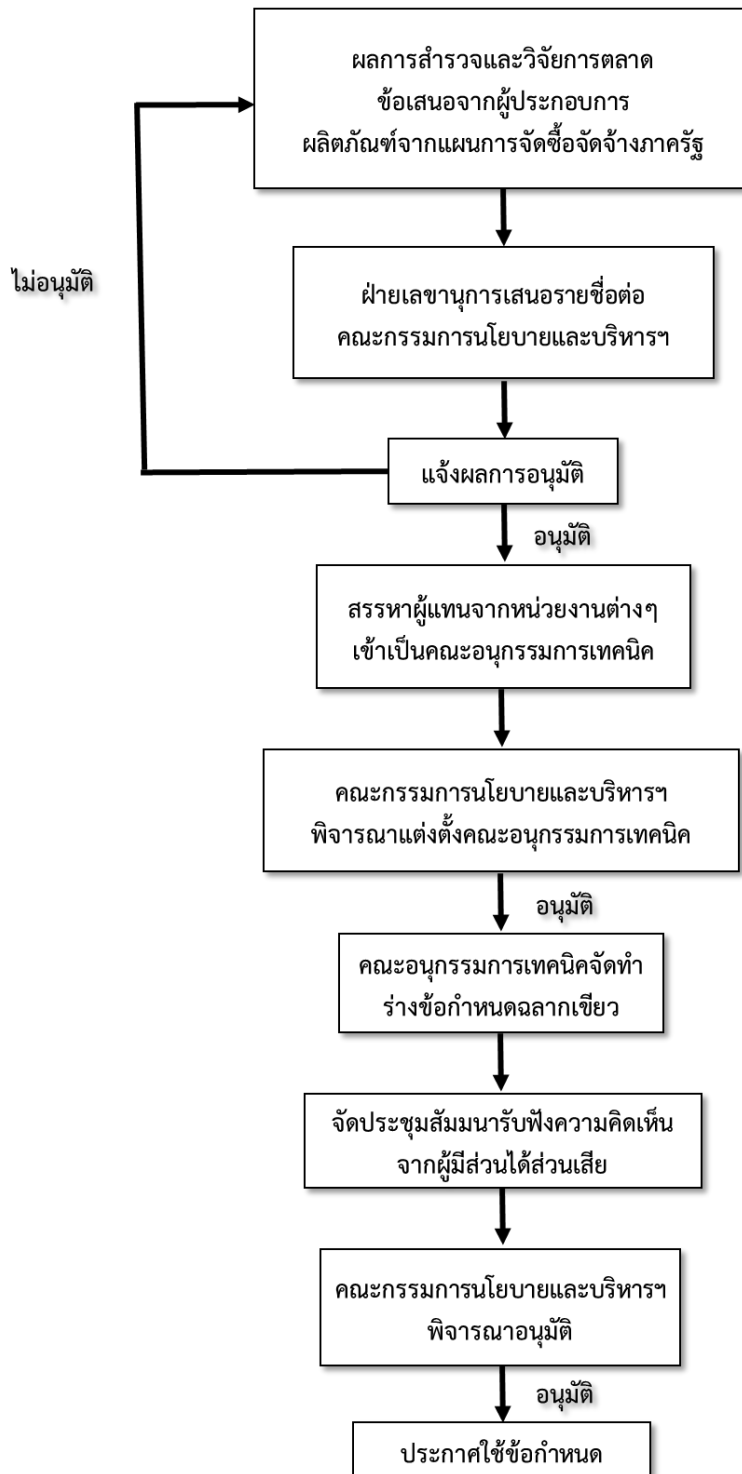 ผลการสำรวจและวิจัยการตลาด
ข้อเสนอจากผู้ประกอบการ
ผลิตภัณฑ์จากแผนการจัดซื้อจัดจ้างภาครัฐ
ไม่อนุมัติ
ฝ่ายเลขานุการเสนอรายชื่อต่อ
คณะกรรมการนโยบายและบริหารฯ
แจ้งผลการอนุมัติ
อนุมัติ
สรรหาผู้แทนจากหน่วยงานต่างๆ
เข้าเป็นคณะอนุกรรมการเทคนิค
คณะกรรมการนโยบายและบริหารฯ
พิจารณาแต่งตั้งคณะอนุกรรมการเทคนิค
อนุมัติ
คณะอนุกรรมการเทคนิคจัดทำ
ร่างข้อกำหนดฉลากเขียว
จัดประชุมสัมมนารับฟังความคิดเห็น
จากผู้มีส่วนได้ส่วนเสีย
คณะกรรมการนโยบายและบริหารฯ
พิจารณาอนุมัติ
อนุมัติ
ประกาศใช้ข้อกำหนด